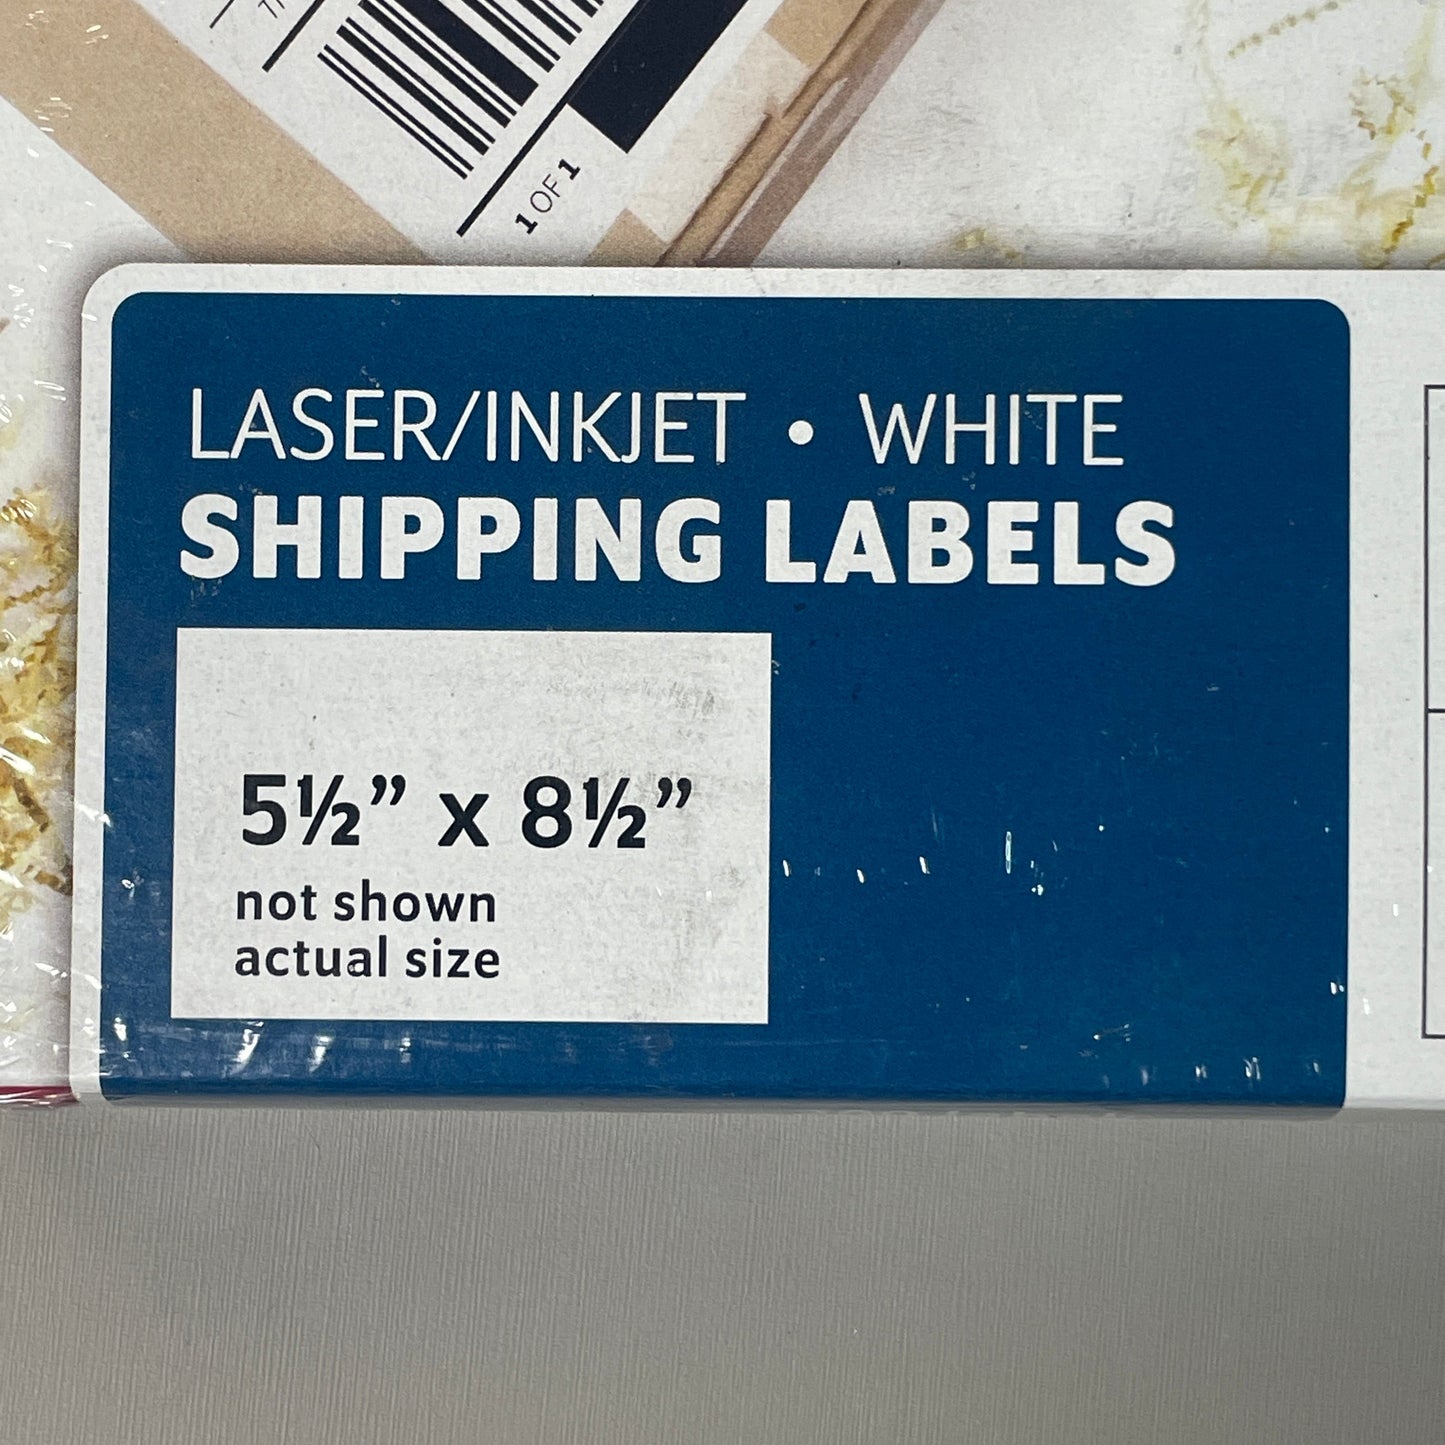 1 OF 1
LASER/INKJET • WHITE
SHIPPING LABELS
5½” x 8½”
not shown
actual size